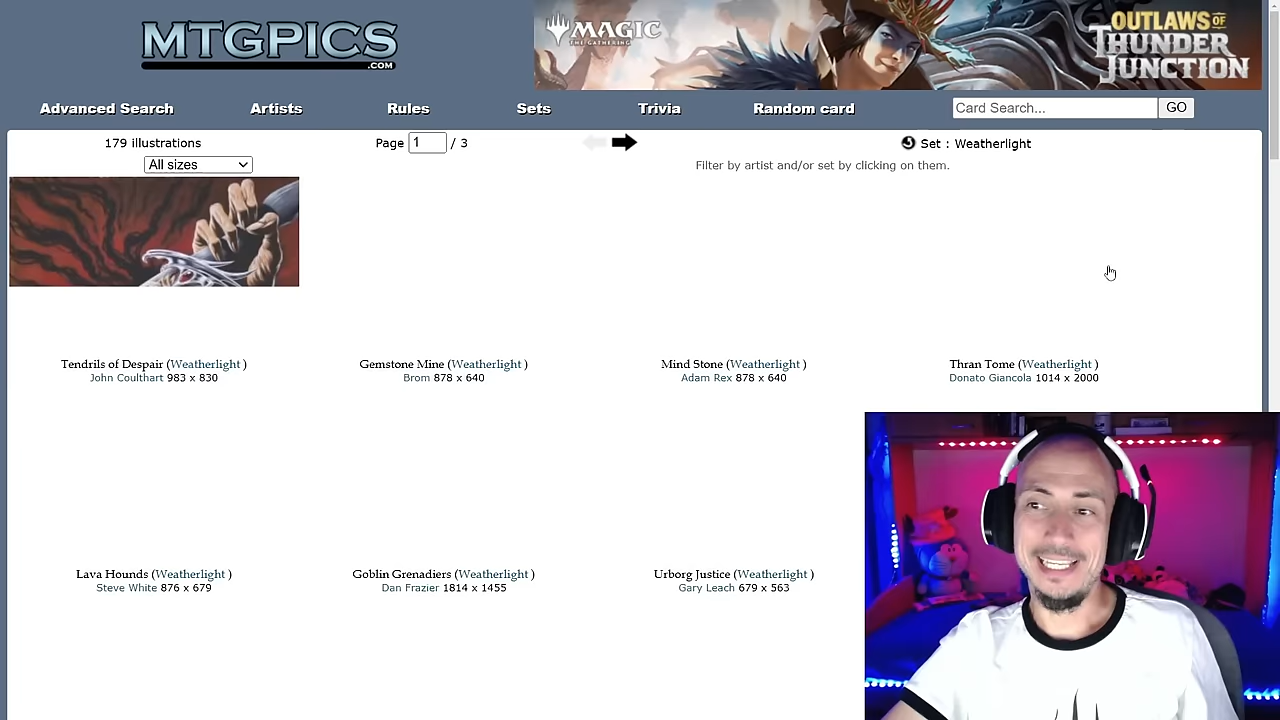 MTGPICS
.COM
MAGIC
THE GATHERING
OUTLAWS OF
THUNDER
JUNCTION
Advanced Search Artists Rules Sets Trivia Random card Card Search... GO
179 illustrations Page 1 / 3 Set : Weatherlight
All sizes Filter by artist and/or set by clicking on them.
Tendrils of Despair (Weatherlight ) Gemstone Mine (Weatherlight ) Mind Stone (Weatherlight ) Thran Tome (Weatherlight )
John Coulthart 983 x 830 Brom 878 x 640 Adam Rex 878 x 640 Donato Giancola 1014 x 2000
Lava Hounds (Weatherlight ) Goblin Grenadiers (Weatherlight ) Urborg Justice (Weatherlight )
Steve White 876 x 679 Dan Frazier 1814 x 1455 Gary Leach 679 x 563